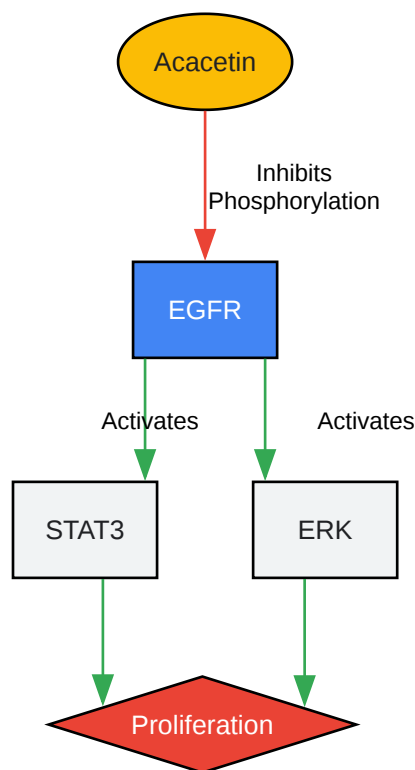 Acacetin
Inhibits
Phosphorylation
EGFR
Activates
Activates
STAT3
ERK
Proliferation